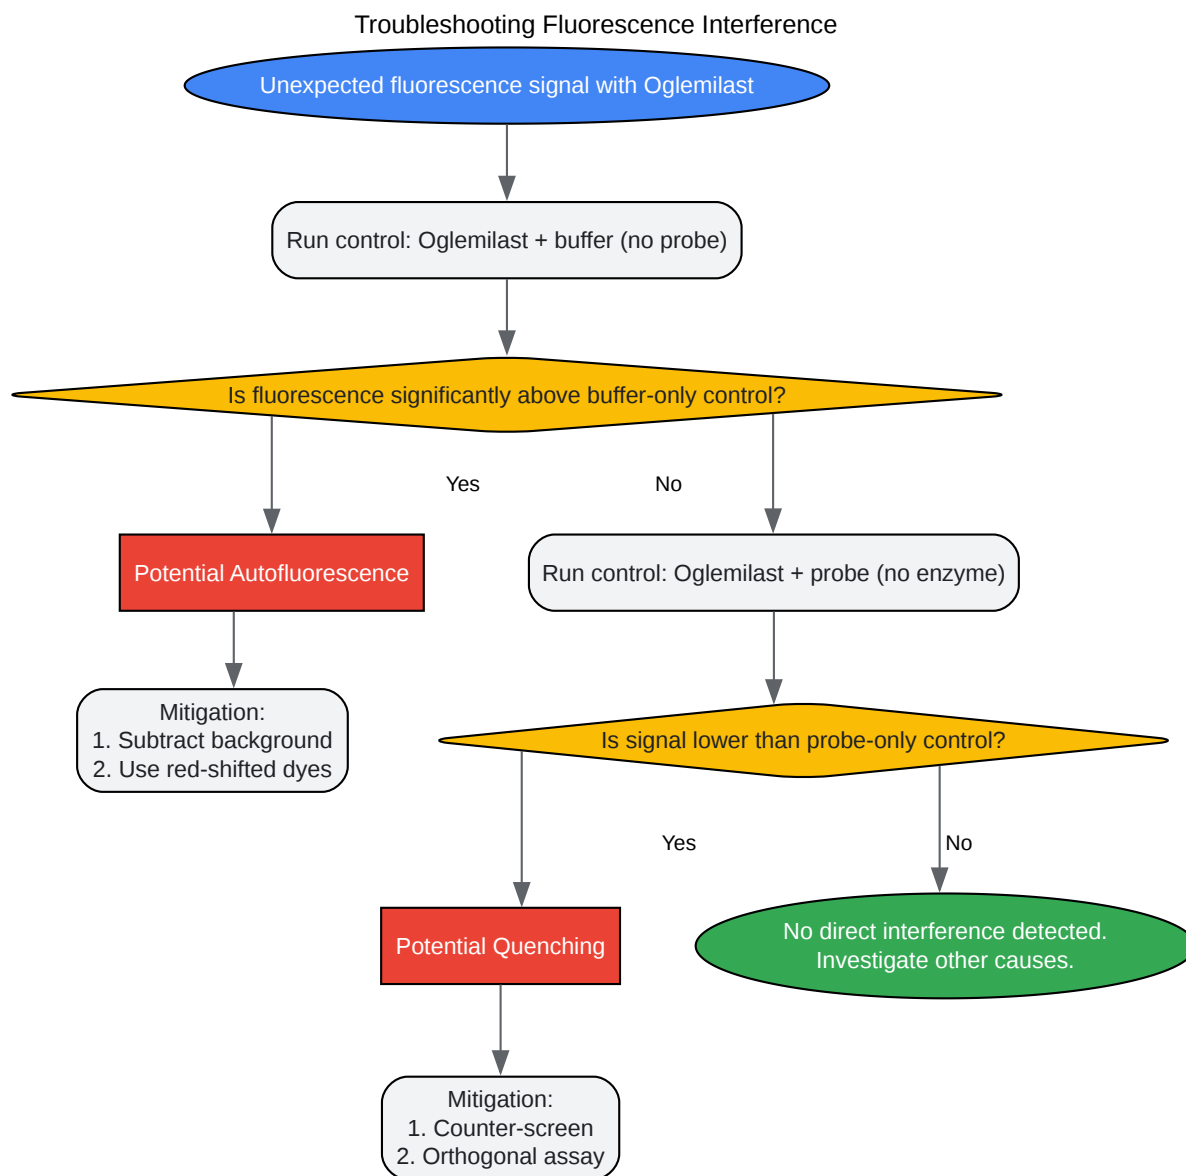 Troubleshooting Fluorescence Interference
Unexpected fluorescence signal with Oglemilast
Run control: Oglemilast + buffer (no probe)
Is fluorescence significantly above buffer-only control?
Yes
No
Potential Autofluorescence
Run control: Oglemilast + probe (no enzyme)
Mitigation:
1. Subtract background
2. Use red-shifted dyes
Is signal lower than probe-only control?
Yes
No
Potential Quenching
No direct interference detected.
Investigate other causes.
Mitigation:
1. Counter-screen
2. Orthogonal assay